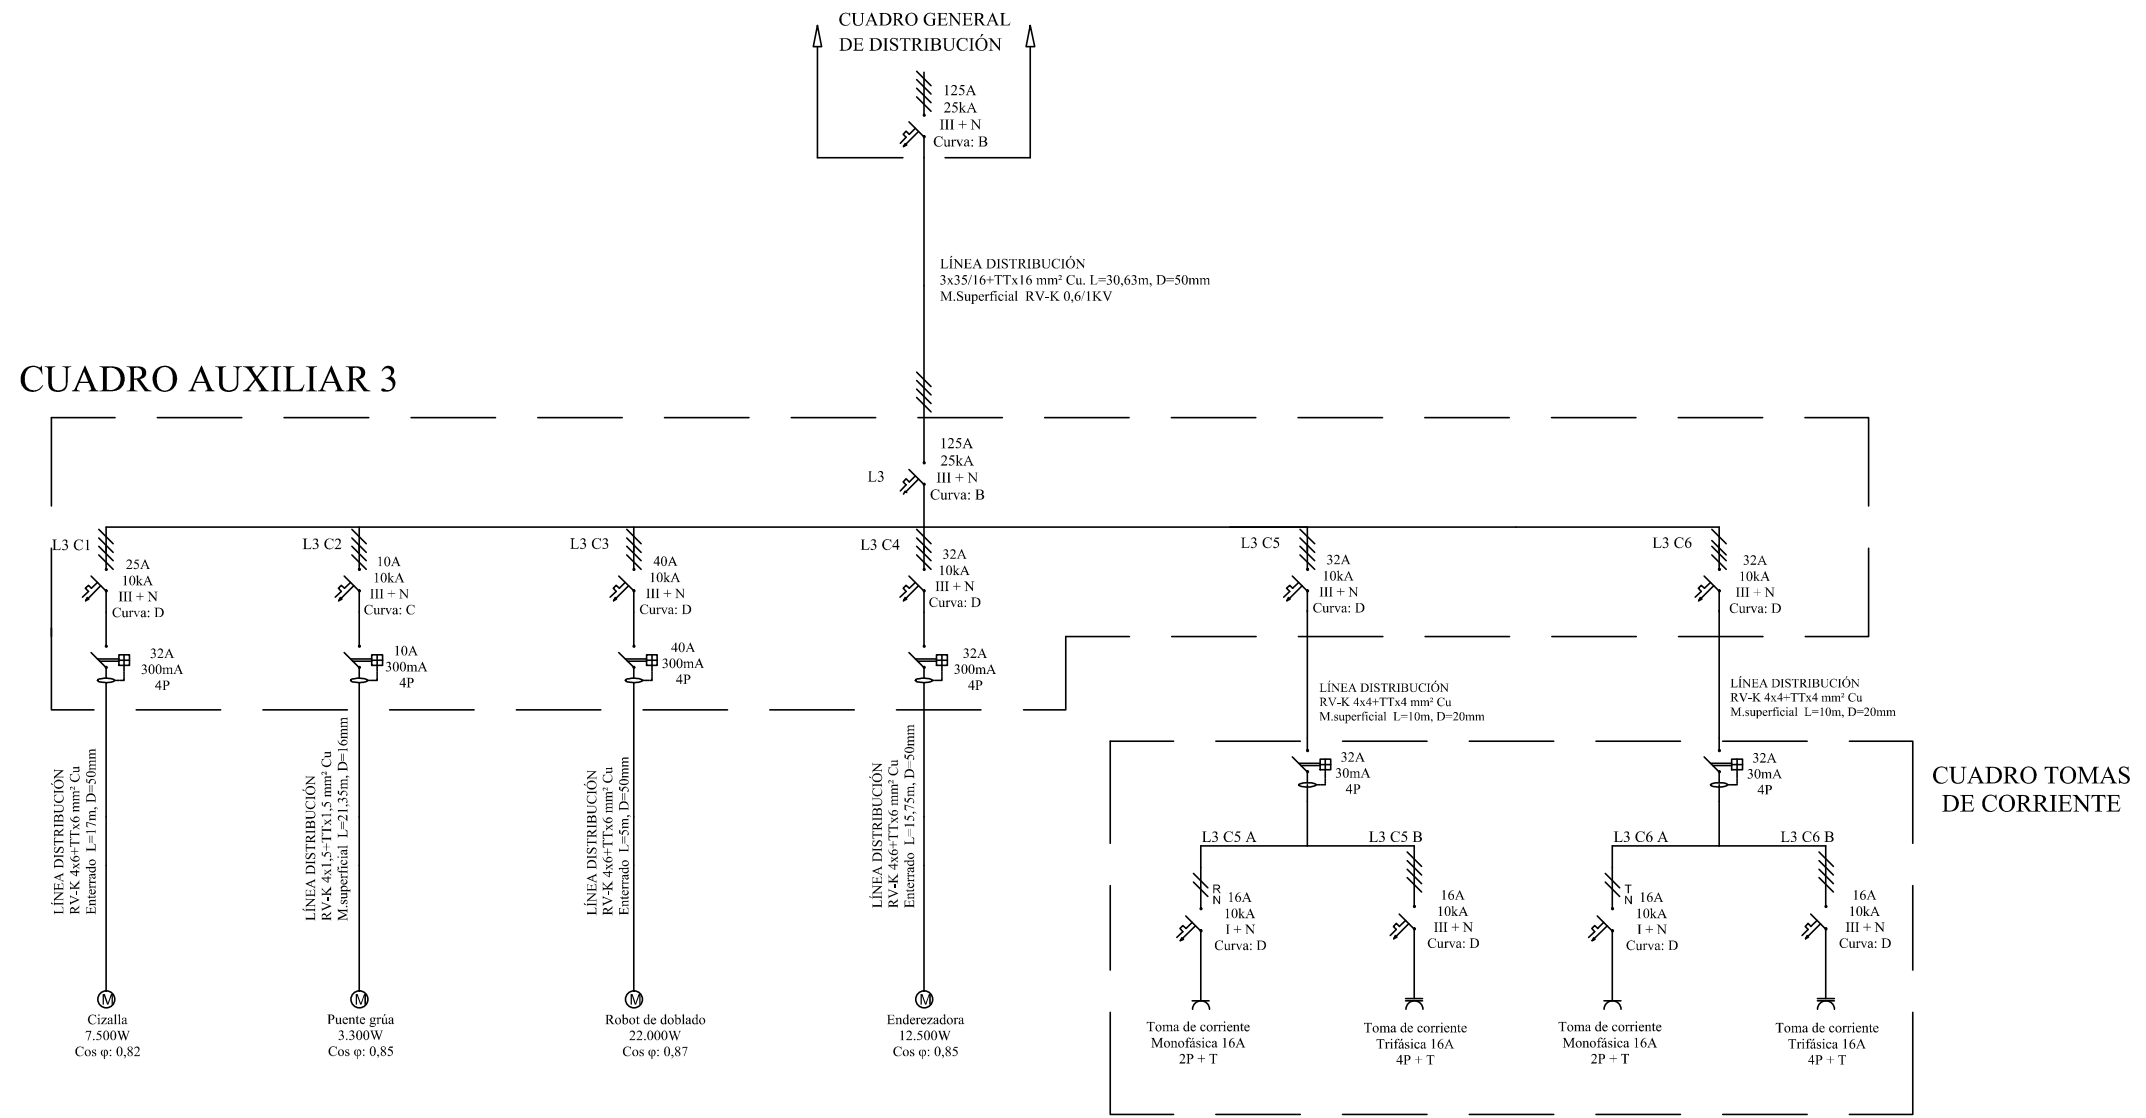 CUADRO GENERAL
DE DISTRIBUCIÓN
125A
25kA
III + N
Curva: B
LÍNEA DISTRIBUCIÓN
3x35/16+TTx16 mm² Cu. L=30,63m, D=50mm
M.Superficial RV-K 0,6/1KV
CUADRO AUXILIAR 3
125A
25kA
III + N
Curva: B
L3
L3 C1
25A
10kA
III + N
Curva: D
32A
300mA
4P
LÍNEA DISTRIBUCIÓN
RV-K 4x6+TTx6 mm² Cu
Enterrado L=17m, D=50mm
M
Cizalla
7.500W
Cos φ: 0,82
L3 C2
10A
10kA
III + N
Curva: C
10A
300mA
4P
LÍNEA DISTRIBUCIÓN
RV-K 4x1,5+TTx1,5 mm² Cu
M.superficial L=21,35m, D=16mm
M
Puente grúa
3.300W
Cos φ: 0,85
L3 C3
40A
10kA
III + N
Curva: D
40A
300mA
4P
LÍNEA DISTRIBUCIÓN
RV-K 4x6+TTx6 mm² Cu
Enterrado L=5m, D=50mm
M
Robot de doblado
22.000W
Cos φ: 0,87
L3 C4
32A
10kA
III + N
Curva: D
32A
300mA
4P
LÍNEA DISTRIBUCIÓN
RV-K 4x6+TTx6 mm² Cu
Enterrado L=15,75m, D=50mm
M
Enderezadora
12.500W
Cos φ: 0,85
L3 C5
32A
10kA
III + N
Curva: D
LÍNEA DISTRIBUCIÓN
RV-K 4x4+TTx4 mm² Cu
M.superficial L=10m, D=20mm
32A
30mA
4P
L3 C5 A
R
N
16A
10kA
I + N
Curva: D
Toma de corriente
Monofásica 16A
2P + T
L3 C5 B
16A
10kA
III + N
Curva: D
Toma de corriente
Trifásica 16A
4P + T
L3 C6
32A
10kA
III + N
Curva: D
LÍNEA DISTRIBUCIÓN
RV-K 4x4+TTx4 mm² Cu
M.superficial L=10m, D=20mm
32A
30mA
4P
L3 C6 A
T
N
16A
10kA
I + N
Curva: D
Toma de corriente
Monofásica 16A
2P + T
L3 C6 B
16A
10kA
III + N
Curva: D
Toma de corriente
Trifásica 16A
4P + T
CUADRO TOMAS
DE CORRIENTE